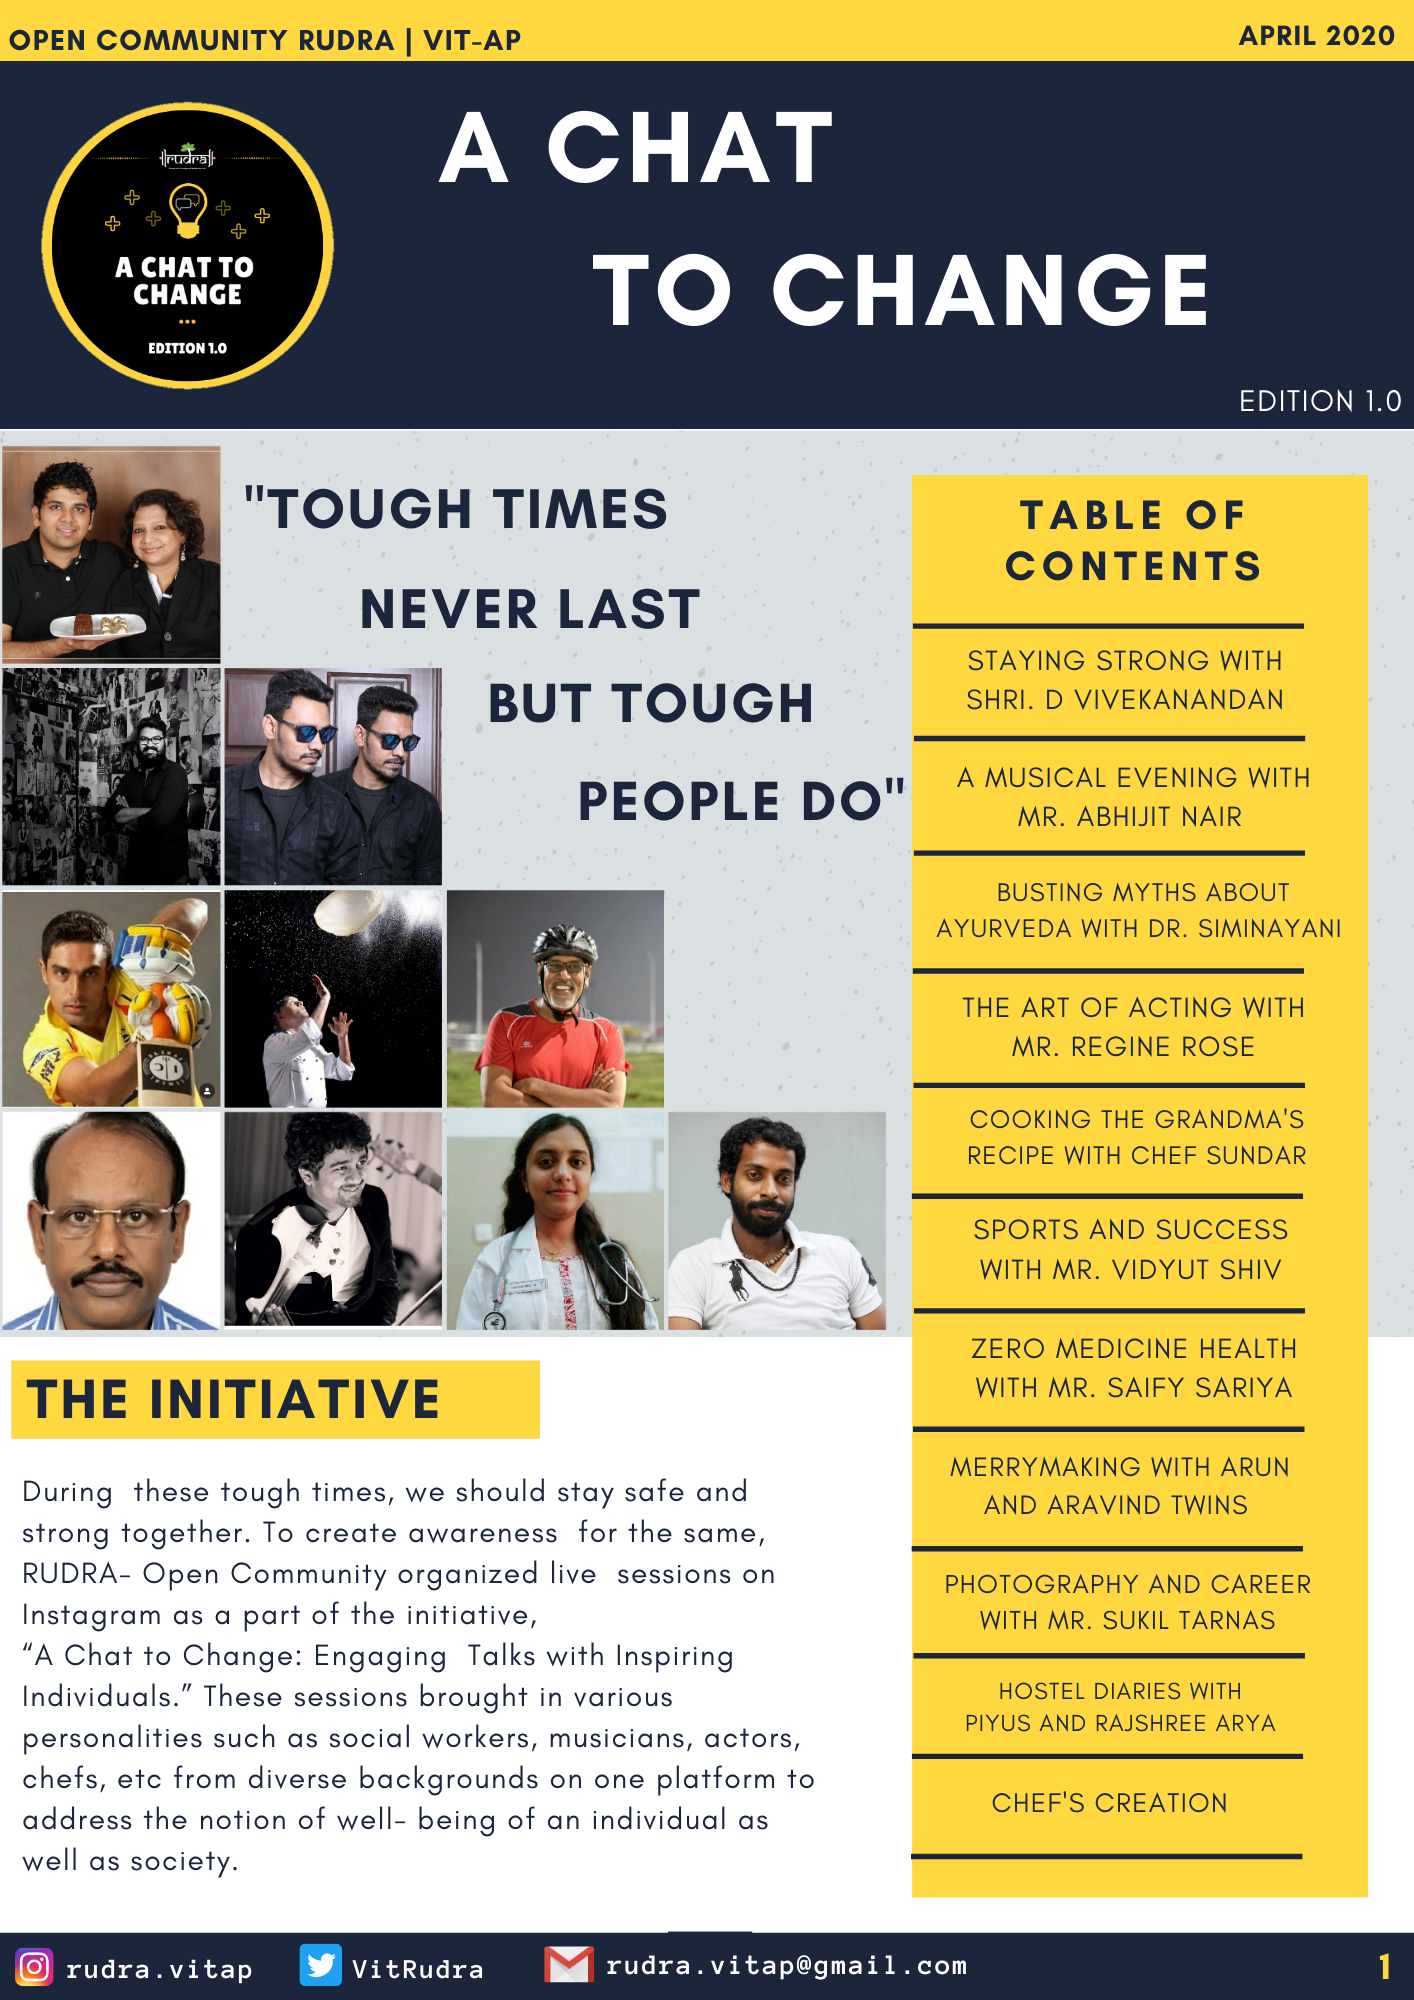 OPEN COMMUNITY RUDRA | VIT-AP
APRIL 2020
rudra
A CHAT TO
CHANGE
EDITION 1.0
A CHAT
TO CHANGE
EDITION 1.0
"TOUGH TIMES
NEVER LAST
BUT TOUGH
PEOPLE DO"
TABLE OF
CONTENTS
STAYING STRONG WITH
SHRI. D VIVEKANANDAN
A MUSICAL EVENING WITH
MR. ABHIJIT NAIR
BUSTING MYTHS ABOUT
AYURVEDA WITH DR. SIMINAYANI
THE ART OF ACTING WITH
MR. REGINE ROSE
COOKING THE GRANDMA'S
RECIPE WITH CHEF SUNDAR
SPORTS AND SUCCESS
WITH MR. VIDYUT SHIV
ZERO MEDICINE HEALTH
WITH MR. SAIFY SARIYA
MERRYMAKING WITH ARUN
AND ARAVIND TWINS
PHOTOGRAPHY AND CAREER
WITH MR. SUKIL TARNAS
HOSTEL DIARIES WITH
PIYUS AND RAJSHREE ARYA
CHEF'S CREATION
THE INITIATIVE
During  these tough times, we should stay safe and
strong together. To create awareness  for the same,
RUDRA- Open Community organized live  sessions on
Instagram as a part of the initiative,
“A Chat to Change: Engaging  Talks with Inspiring
Individuals.” These sessions brought in various
personalities such as social workers, musicians, actors,
chefs, etc from diverse backgrounds on one platform to
address the notion of well- being of an individual as
well as society.
rudra.vitap
VitRudra
rudra.vitap@gmail.com
1